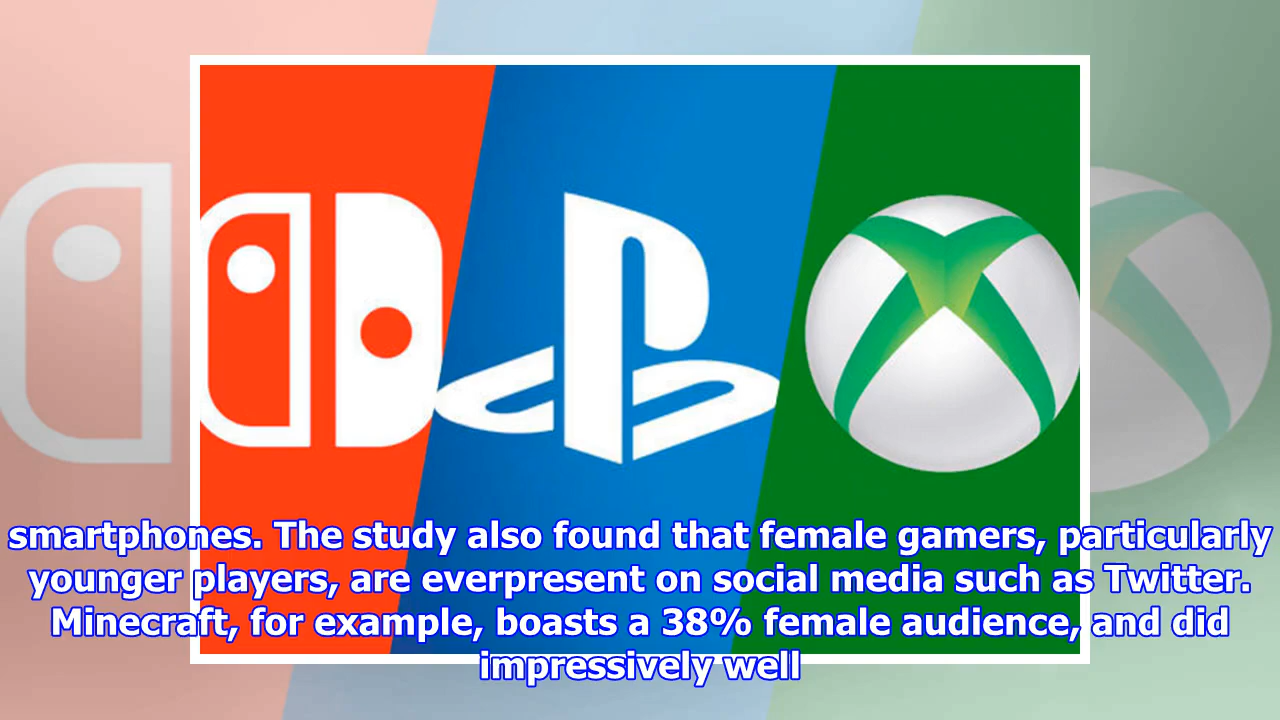 smartphones. The study also found that female gamers, particularly
younger players, are everpresent on social media such as Twitter.
Minecraft, for example, boasts a 38% female audience, and did
impressively well